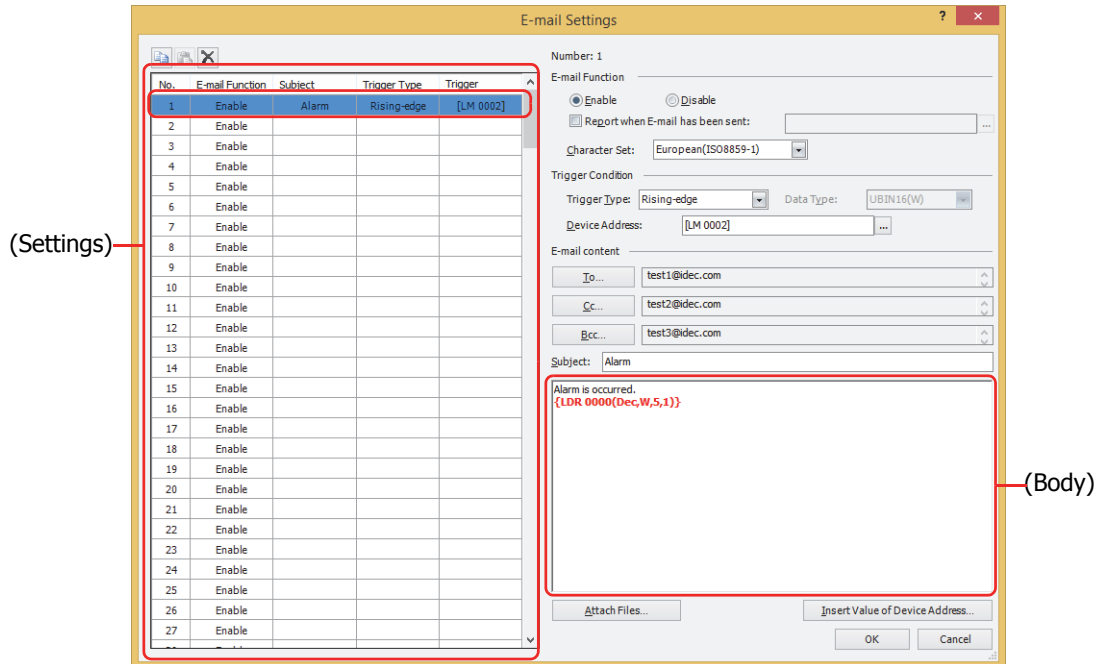 E-mail Settings
? ×
Number: 1
No. E-mail Function Subject Trigger Type Trigger
1 Enable Alarm Rising-edge [LM 0002]
2 Enable
3 Enable
4 Enable
5 Enable
6 Enable
7 Enable
8 Enable
9 Enable
10 Enable
11 Enable
12 Enable
13 Enable
14 Enable
15 Enable
16 Enable
17 Enable
18 Enable
19 Enable
20 Enable
21 Enable
22 Enable
23 Enable
24 Enable
25 Enable
26 Enable
27 Enable
(Settings)
E-mail Function
Enable Disable
Report when E-mail has been sent: ...
Character Set: European(ISO8859-1)
Trigger Condition
Trigger Type: Rising-edge Data Type: UBIN16(W)
Device Address: [LM 0002] ...
E-mail content
To... test1@idec.com
Cc... test2@idec.com
Bcc... test3@idec.com
Subject: Alarm
Alarm is occurred.
{LDR 0000(Dec,W,5,1)}
(Body)
Attach Files... Insert Value of Device Address...
OK Cancel